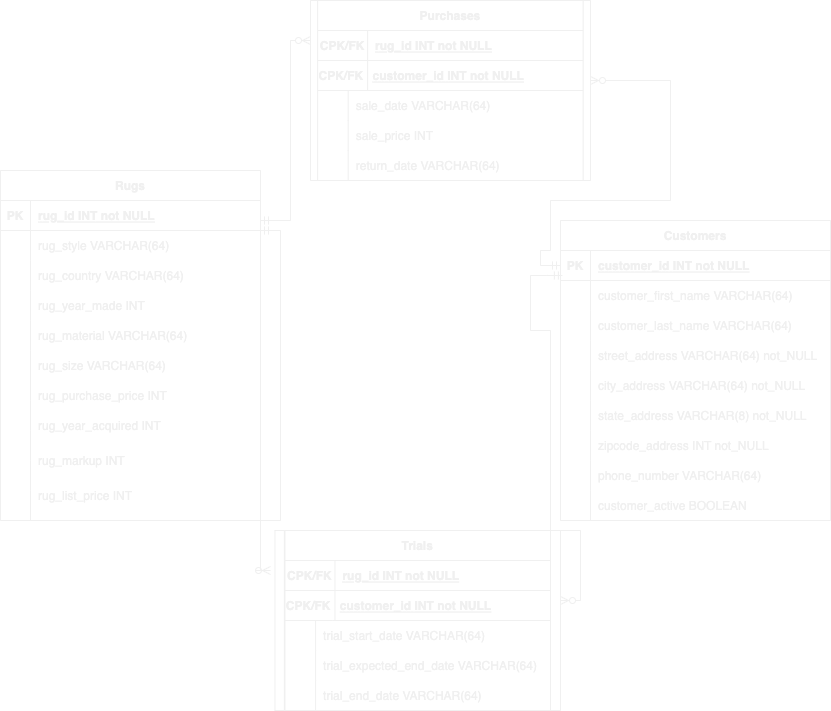 Purchases
CPK/FK rug_id INT not NULL
CPK/FK customer_id INT not NULL
sale_date VARCHAR(64)
sale_price INT
return_date VARCHAR(64)
Rugs
PK rug_id INT not NULL
rug_style VARCHAR(64)
rug_country VARCHAR(64)
rug_year_made INT
rug_material VARCHAR(64)
rug_size VARCHAR(64)
rug_purchase_price INT
rug_year_acquired INT
rug_markup INT
rug_list_price INT
Customers
PK customer_id INT not NULL
customer_first_name VARCHAR(64)
customer_last_name VARCHAR(64)
street_address VARCHAR(64) not_NULL
city_address VARCHAR(64) not_NULL
state_address VARCHAR(6) not_NULL
zipcode_address INT not_NULL
phone_number VARCHAR(64)
customer_active BOOLEAN
Trials
CPK/FK rug_id INT not NULL
CPK/FK customer_id INT not NULL
trial_start_date VARCHAR(64)
trial_expected_end_date VARCHAR(64)
trial_end_date VARCHAR(64)